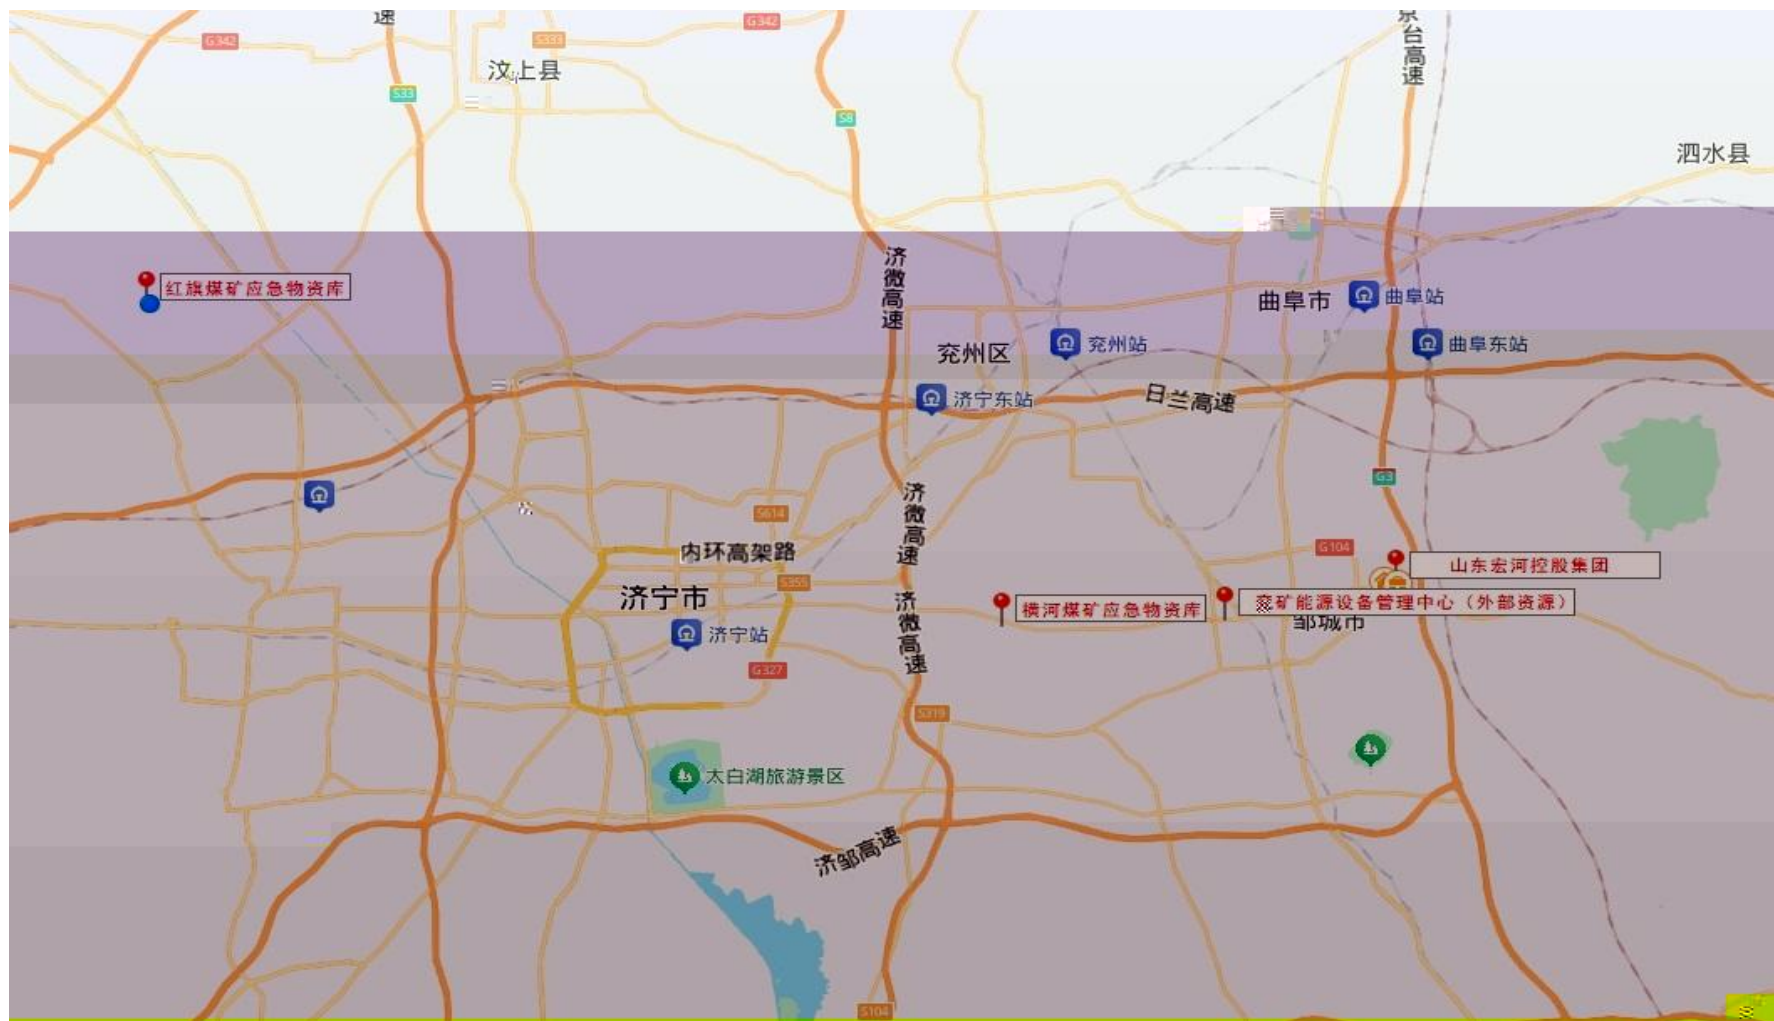 速
G342
S333
G342
京台高速
汶上县
S33
S8
泗水县
济微高速
红旗煤矿应急物资库
曲阜市
曲阜站
兖州区
兖州站
曲阜东站
济宁东站
日兰高速
G3
济微高速
S614
内环高架路
G104
山东宏河控股集团
S355
济宁市
济微高速
横河煤矿应急物资库
兖矿能源设备管理中心（外部资源）
邹城市
济宁站
G327
S319
太白湖旅游景区
济邹高速
S104